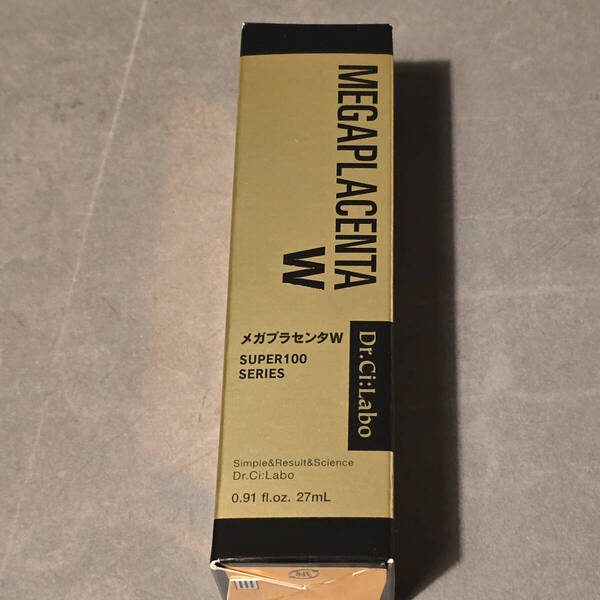 MEGAPLACENTA
W
メガプラセンタW
SUPER100
SERIES
Dr.Ci:Labo
Simple&Result&Science
Dr.Ci:Labo
0.91 fl.oz. 27mL